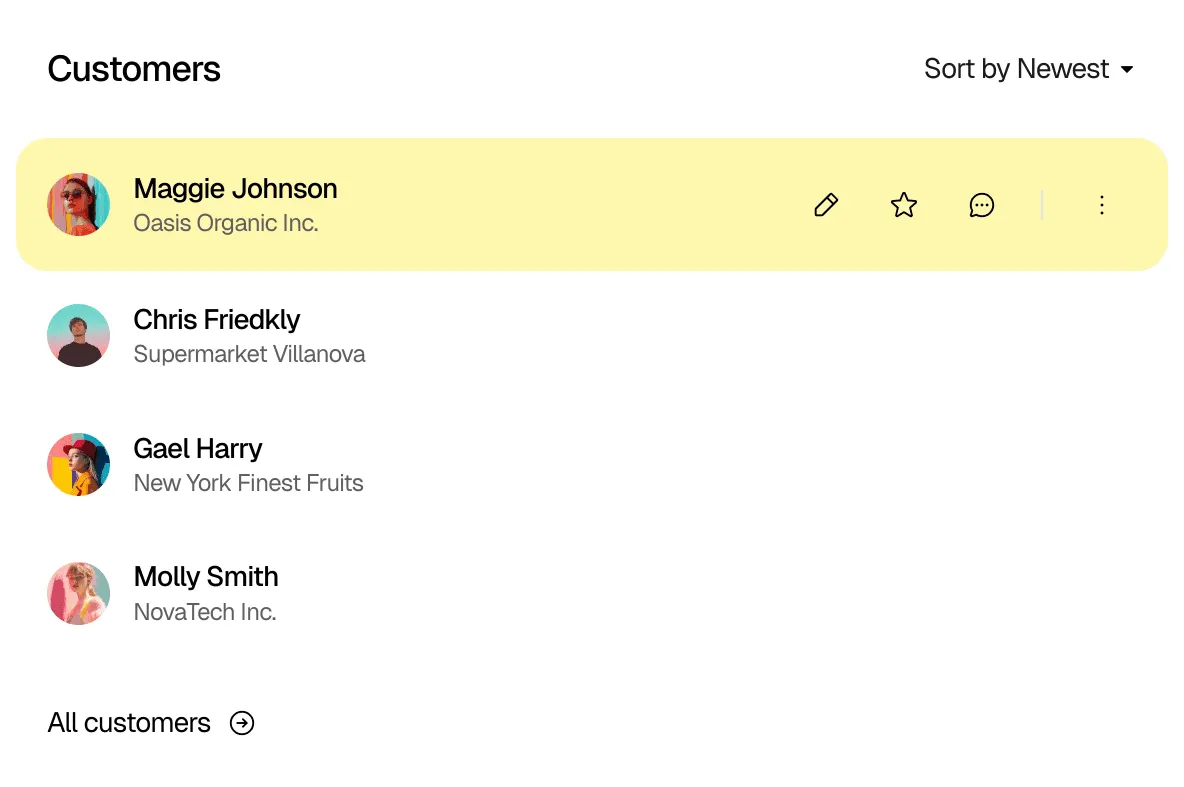 Customers
Sort by Newest
Maggie Johnson
Oasis Organic Inc.
Chris Friedkly
Supermarket Villanova
Gael Harry
New York Finest Fruits
Molly Smith
NovaTech Inc.
All customers